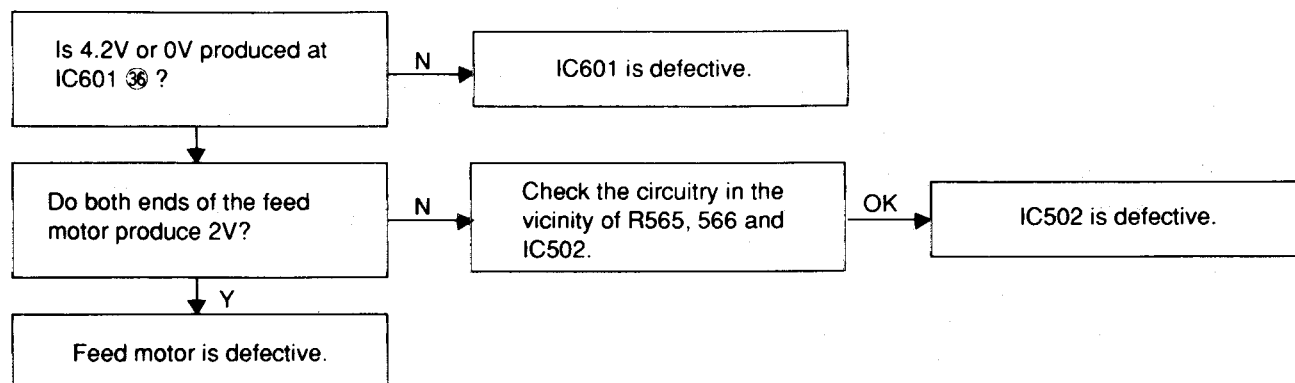 Is 4.2V or 0V produced at
IC601 ㊱ ?
N
IC601 is defective.
Do both ends of the feed
motor produce 2V?
N
Check the circuitry in the
vicinity of R565, 566 and
IC502.
OK
IC502 is defective.
Y
Feed motor is defective.